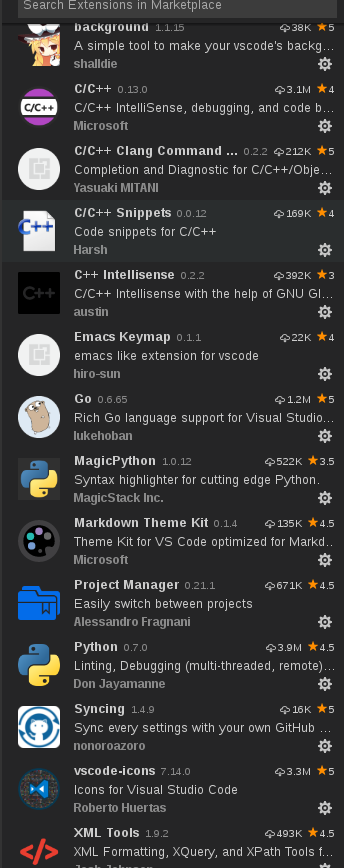 Search Extensions in Marketplace
background 1.1.15 38K ★5
A simple tool to make your vscode's backg...
shalldie
C/C++ 0.13.0 3.1M ★4
C/C++ IntelliSense, debugging, and code b...
Microsoft
C/C++ Clang Command ... 0.2.2 212K ★5
Completion and Diagnostic for C/C++/Obje...
Yasuaki MITANI
C/C++ Snippets 0.0.12 169K ★4
Code snippets for C/C++
Harsh
C++ Intellisense 0.2.2 392K ★3
C/C++ Intellisense with the help of GNU Gl...
austin
Emacs Keymap 0.1.1 22K ★4
emacs like extension for vscode
hiro-sun
Go 0.6.65 1.2M ★5
Rich Go language support for Visual Studio...
lukehoban
MagicPython 1.0.12 522K ★3.5
Syntax highlighter for cutting edge Python.
MagicStack Inc.
Markdown Theme Kit 0.1.4 135K ★4.5
Theme Kit for VS Code optimized for Markd...
Microsoft
Project Manager 0.21.1 671K ★4.5
Easily switch between projects
Alessandro Fragnani
Python 0.7.0 3.9M ★4.5
Linting, Debugging (multi-threaded, remote)...
Don Jayamanne
Syncing 1.4.9 16K ★5
Sync every settings with your own GitHub ...
nonoroazoro
vscode-icons 7.14.0 3.3M ★5
Icons for Visual Studio Code
Roberto Huertas
XML Tools 1.9.2 493K ★4.5
XML Formatting, XQuery, and XPath Tools f...
Josh Johnson